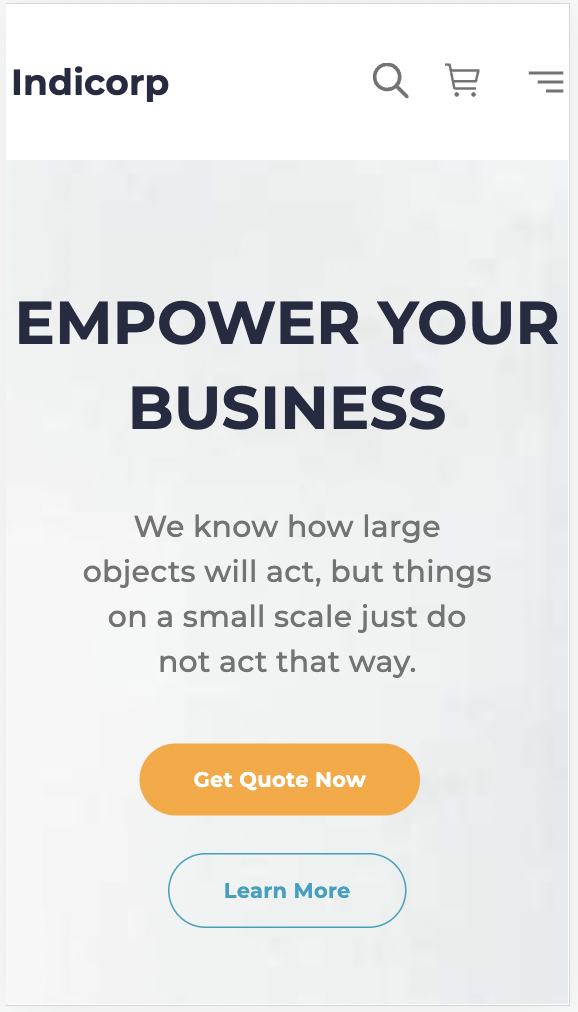 Indicorp
EMPOWER YOUR
BUSINESS
We know how large
objects will act, but things
on a small scale just do
not act that way.
Get Quote Now
Learn More